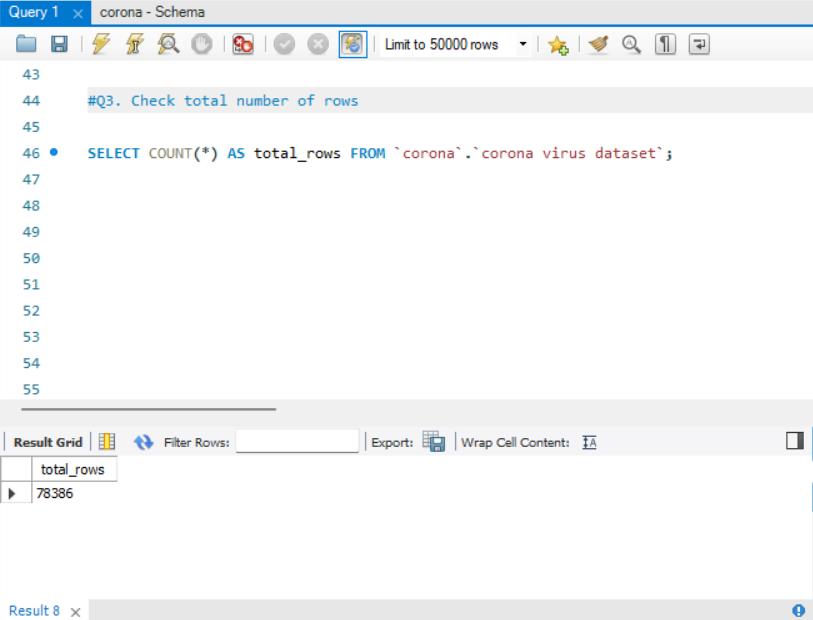 Query 1 corona - Schema
Limit to 50000 rows
43
44 #Q3. Check total number of rows
45
46 SELECT COUNT(*) AS total_rows FROM `corona`.`corona virus dataset`;
47
48
49
50
51
52
53
54
55
Result Grid Filter Rows: Export: Wrap Cell Content:
total_rows
78386
Result 8